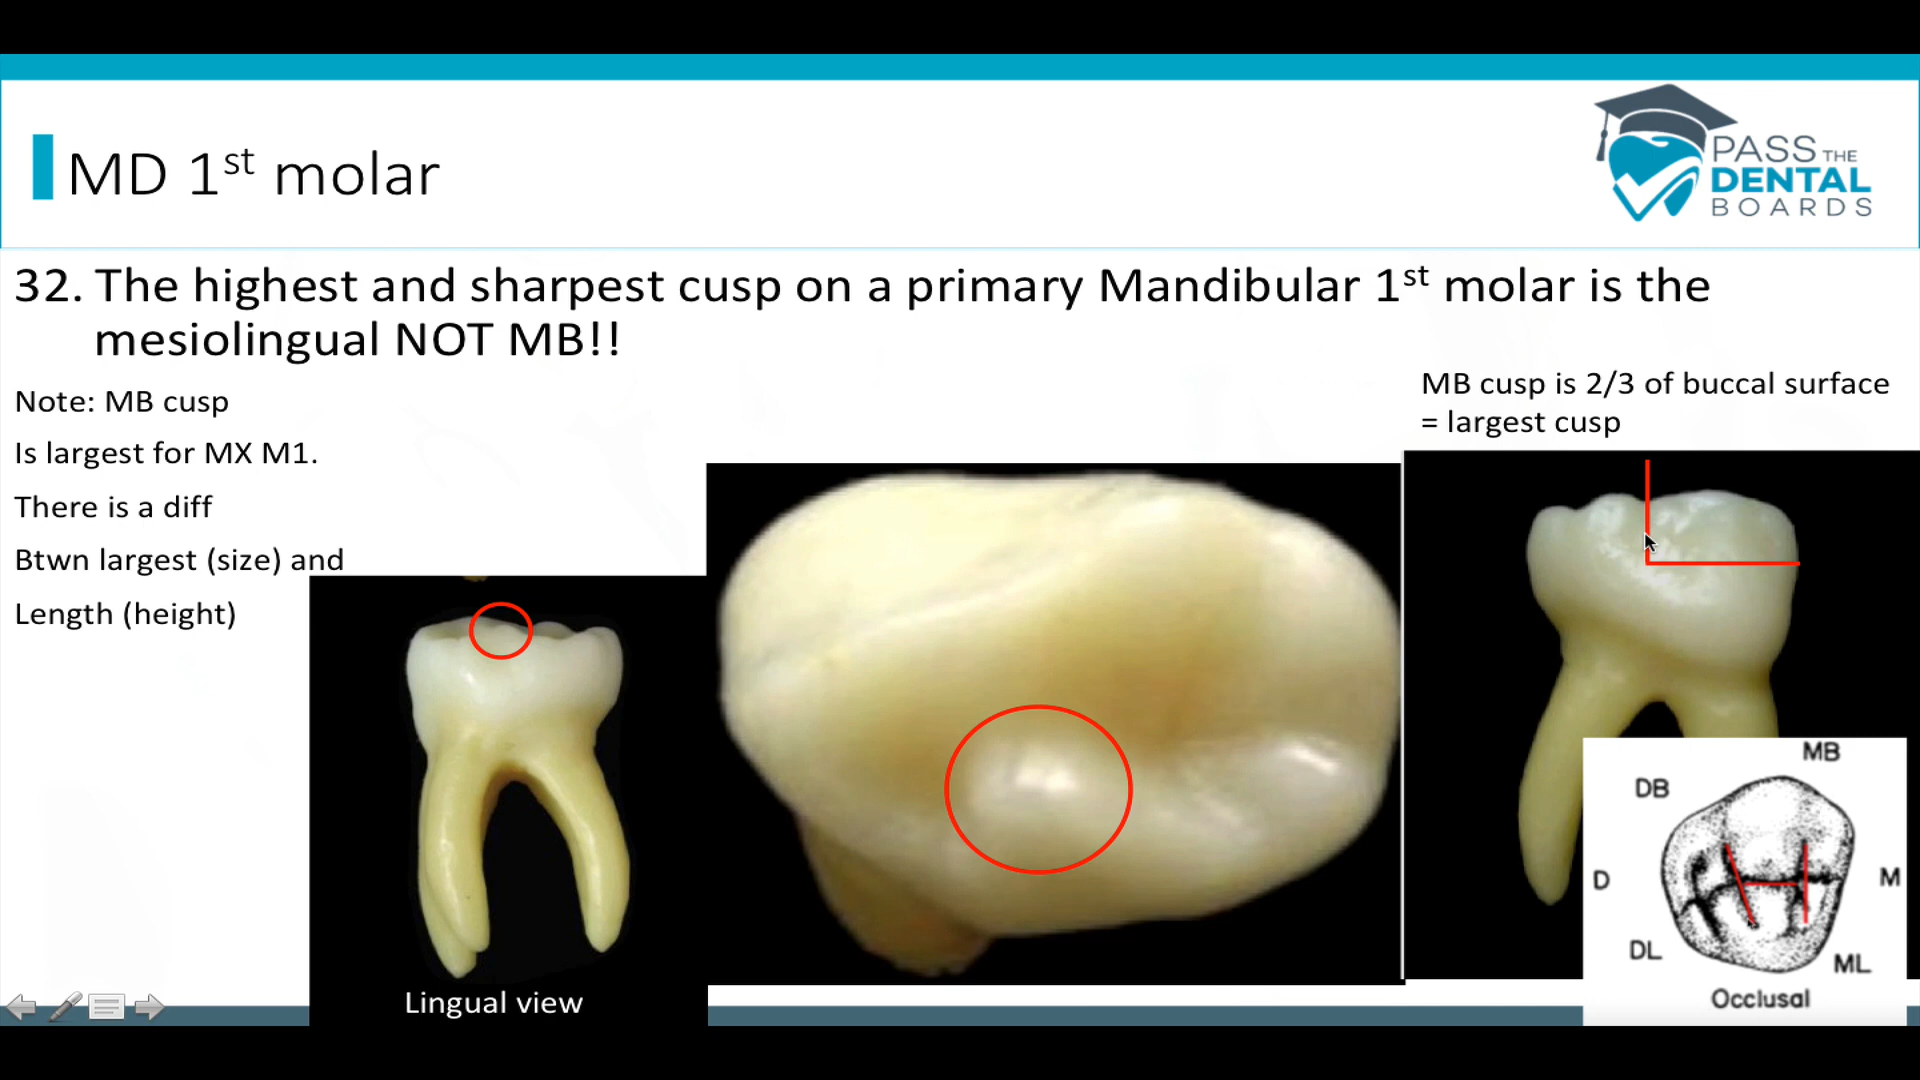 MD 1st molar
PASS THE
DENTAL
BOARDS
32. The highest and sharpest cusp on a primary Mandibular 1st molar is the
mesiolingual NOT MB!!
Note: MB cusp
Is largest for MX M1.
There is a diff
Btwn largest (size) and
Length (height)
MB cusp is 2/3 of buccal surface
= largest cusp
Lingual view
MB
DB
D
M
DL
ML
Occlusal